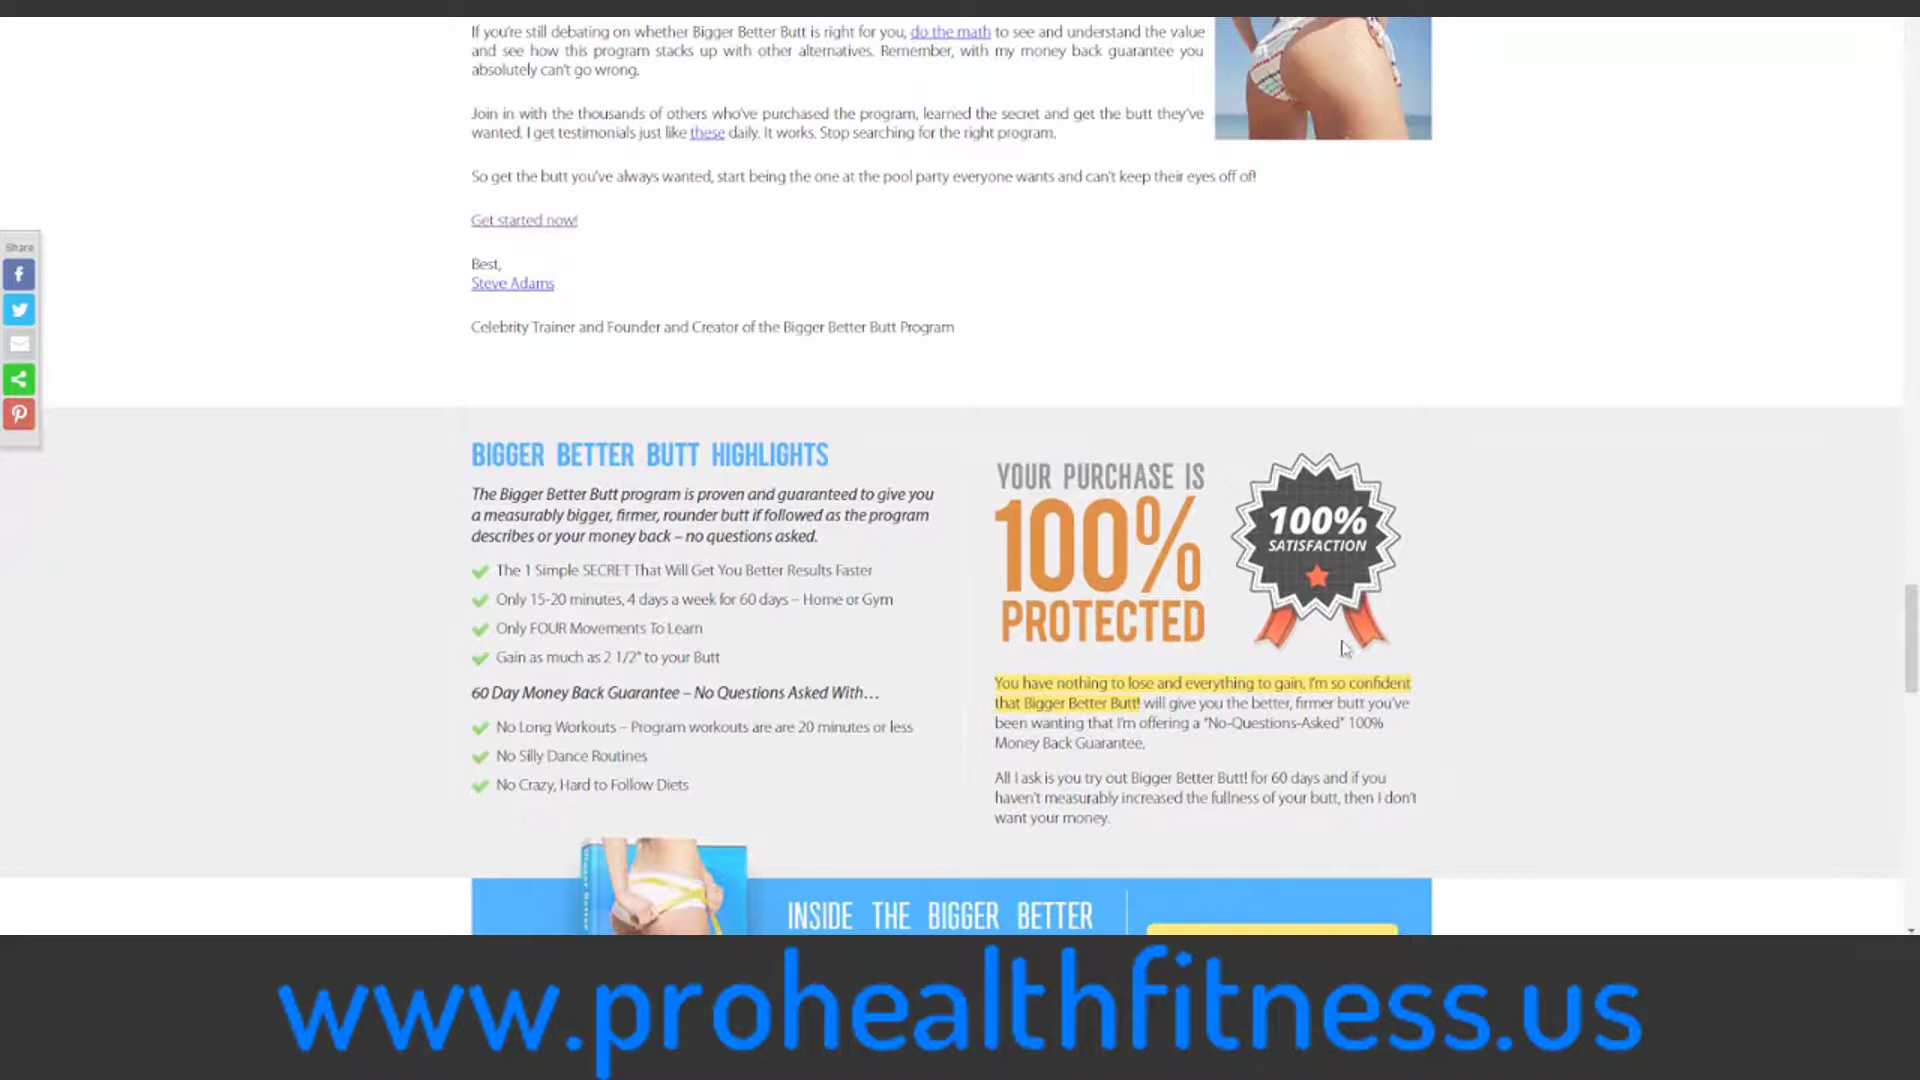 If you're still debating on whether Bigger Better Butt is right for you, do the math to see and understand the value
and see how this program stacks up with other alternatives. Remember, with my money back guarantee you
absolutely can't go wrong.
Join in with the thousands of others who've purchased the program, learned the secret and get the butt they've
wanted. I get testimonials just like these daily. It works. Stop searching for the right program.
So get the butt you've always wanted, start being the one at the pool party everyone wants and can't keep their eyes off of!
Get started now!
Best,
Steve Adams
Celebrity Trainer and Founder and Creator of the Bigger Better Butt Program
Share
BIGGER BETTER BUTT HIGHLIGHTS
The Bigger Better Butt program is proven and guaranteed to give you
a measurably bigger, firmer, rounder butt if followed as the program
describes or your money back – no questions asked.
The 1 Simple SECRET That Will Get You Better Results Faster
Only 15-20 minutes, 4 days a week for 60 days – Home or Gym
Only FOUR Movements To Learn
Gain as much as 2 1/2" to your Butt
60 Day Money Back Guarantee – No Questions Asked With…
No Long Workouts – Program workouts are are 20 minutes or less
No Silly Dance Routines
No Crazy, Hard to Follow Diets
YOUR PURCHASE IS
100%
PROTECTED
100%
SATISFACTION
You have nothing to lose and everything to gain. I'm so confident
that Bigger Better Butt! will give you the better, firmer butt you've
been wanting that I'm offering a "No-Questions-Asked" 100%
Money Back Guarantee.
All I ask is you try out Bigger Better Butt! for 60 days and if you
haven't measurably increased the fullness of your butt, then I don't
want your money.
INSIDE THE BIGGER BETTER
www.prohealthfitness.us